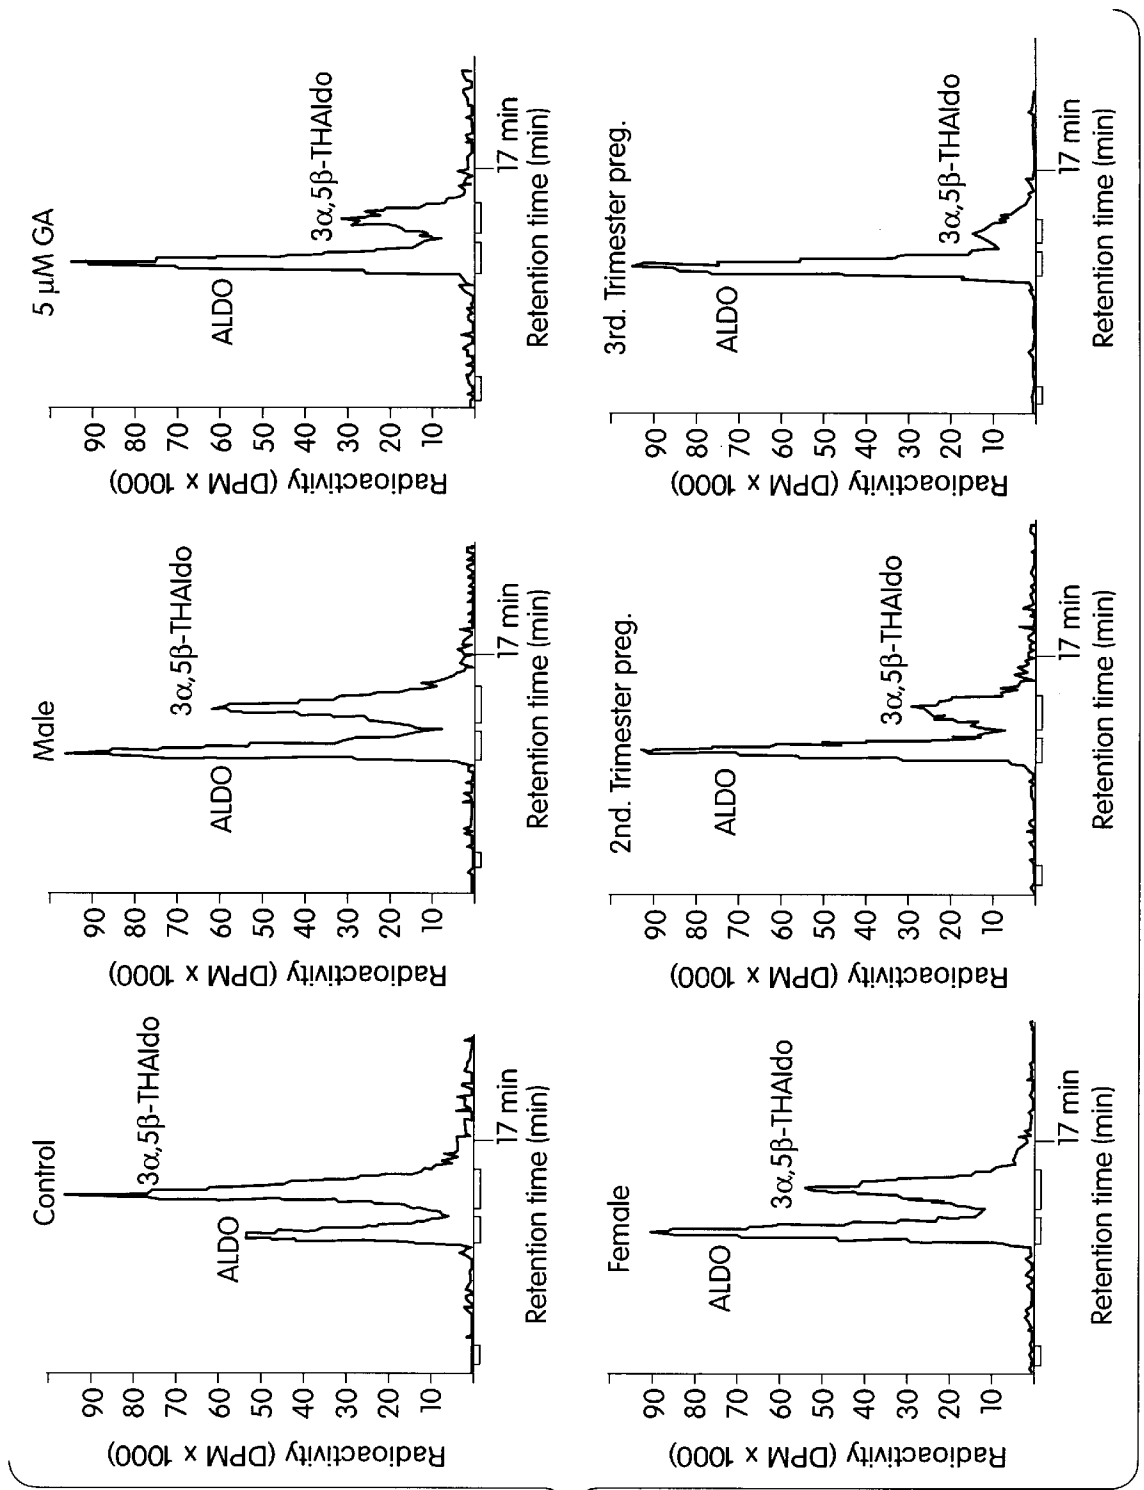 Control
Radioactivity (DPM x 1000)
90
80
70
60
50
40
30
20
10
ALDO
3α,5β-THAldo
17 min
Retention time (min)
Male
Radioactivity (DPM x 1000)
90
80
70
60
50
40
30
20
10
ALDO
3α,5β-THAldo
17 min
Retention time (min)
5 μM GA
Radioactivity (DPM x 1000)
90
80
70
60
50
40
30
20
10
ALDO
3α,5β-THAldo
17 min
Retention time (min)
Female
Radioactivity (DPM x 1000)
90
80
70
60
50
40
30
20
10
ALDO
3α,5β-THAldo
17 min
Retention time (min)
2nd. Trimester preg.
Radioactivity (DPM x 1000)
90
80
70
60
50
40
30
20
10
ALDO
3α,5β-THAldo
17 min
Retention time (min)
3rd. Trimester preg.
Radioactivity (DPM x 1000)
90
80
70
60
50
40
30
20
10
ALDO
3α,5β-THAldo
17 min
Retention time (min)